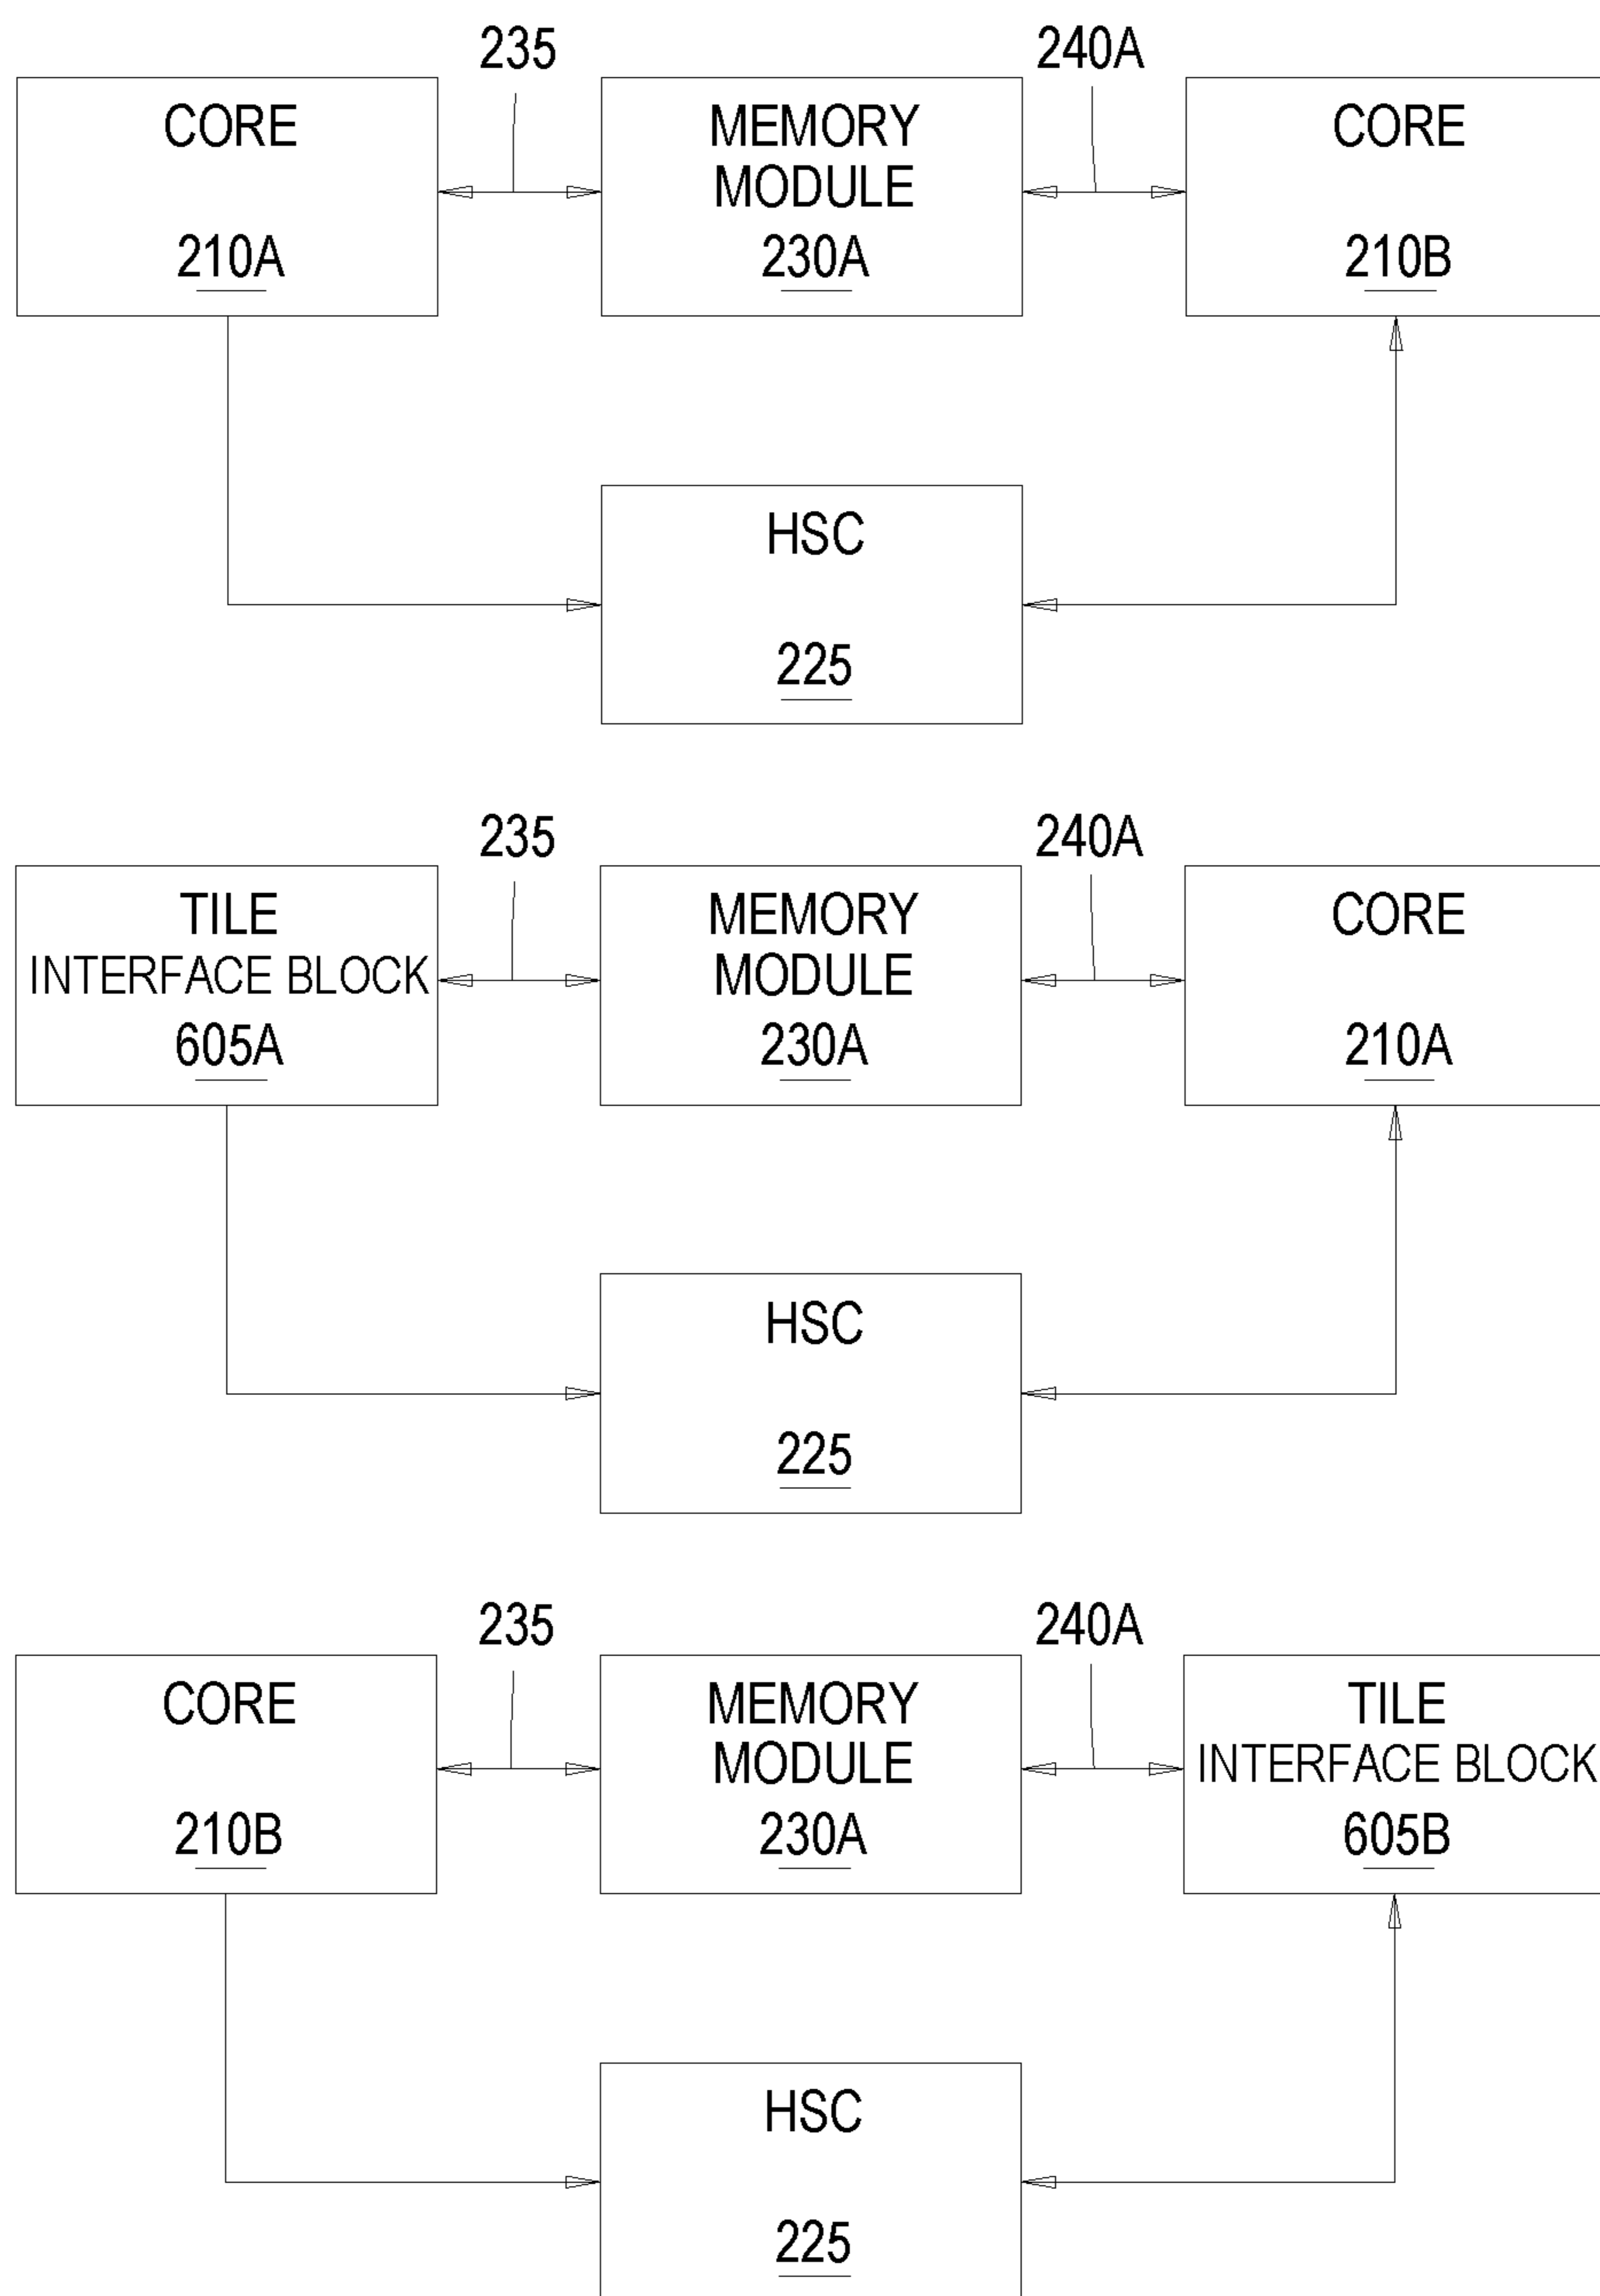 235
240A
CORE
MEMORY
CORE
MODULE
210A
230A
210B
HSC
225
235
240A
TILE
MEMORY
CORE
INTERFACE BLOCK
MODULE
605A
230A
210A
HSC
225
235
240A
CORE
MEMORY
TILE
MODULE
INTERFACE BLOCK
210B
230A
605B
HSC
225